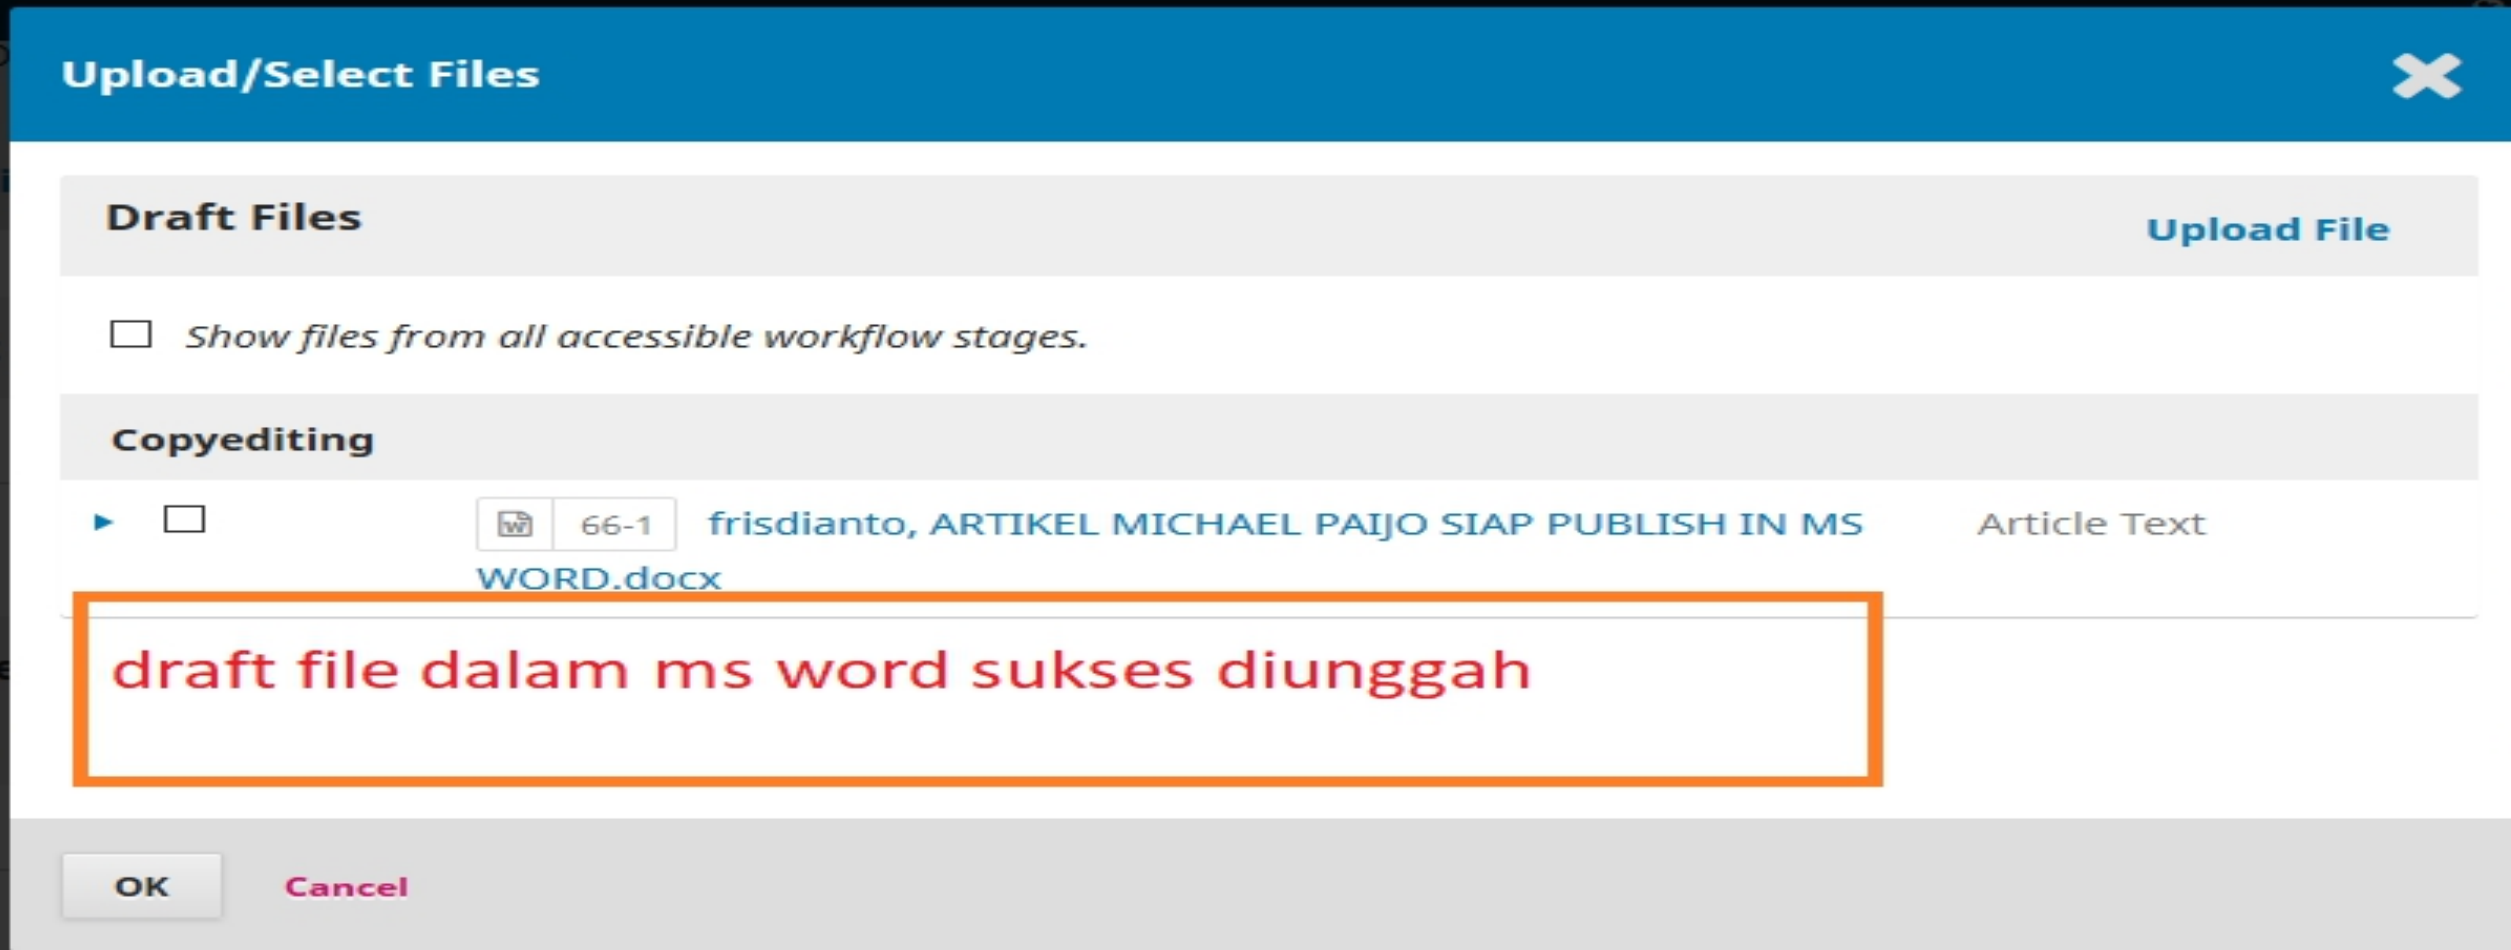 Upload/Select Files
Draft Files
Upload File
Show files from all accessible workflow stages.
Copyediting
66-1 frisdianto, ARTIKEL MICHAEL PAIJO SIAP PUBLISH IN MS Article Text
WORD.docx
draft file dalam ms word sukses diunggah
OK Cancel